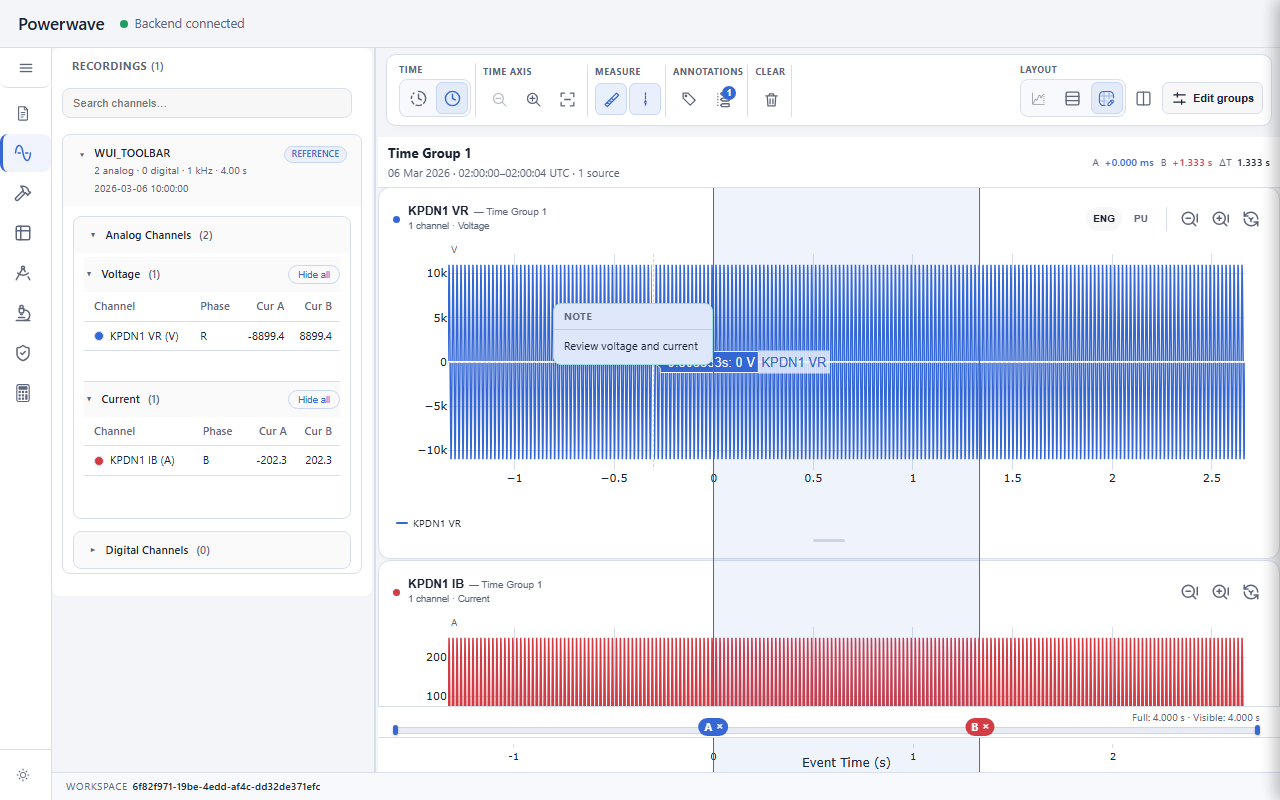 Powerwave
Backend connected
RECORDINGS (1)
Search channels...
WUI_TOOLBAR
REFERENCE
2 analog · 0 digital · 1 kHz · 4.00 s
2026-03-06 10:00:00
Analog Channels (2)
Voltage (1) Hide all
Channel Phase Cur A Cur B
KPDN1 VR (V) R -8899.4 8899.4
Current (1) Hide all
Channel Phase Cur A Cur B
KPDN1 IB (A) B -202.3 202.3
Digital Channels (0)
TIME
TIME AXIS
MEASURE
ANNOTATIONS
1
CLEAR
LAYOUT
Edit groups
Time Group 1
06 Mar 2026 · 02:00:00–02:00:04 UTC · 1 source
A +0.000 ms B +1.333 s ΔT 1.333 s
KPDN1 VR — Time Group 1
1 channel · Voltage
ENG PU
V
10k
5k
0
−5k
−10k
NOTE
Review voltage and current
3s: 0 V KPDN1 VR
−1 −0.5 0 0.5 1 1.5 2 2.5
KPDN1 VR
KPDN1 IB — Time Group 1
1 channel · Current
A
200
100
Full: 4.000 s · Visible: 4.000 s
A × B ×
-1 0 1 2
Event Time (s)
WORKSPACE 6f82f971-19be-4edd-af4c-dd32de371efc